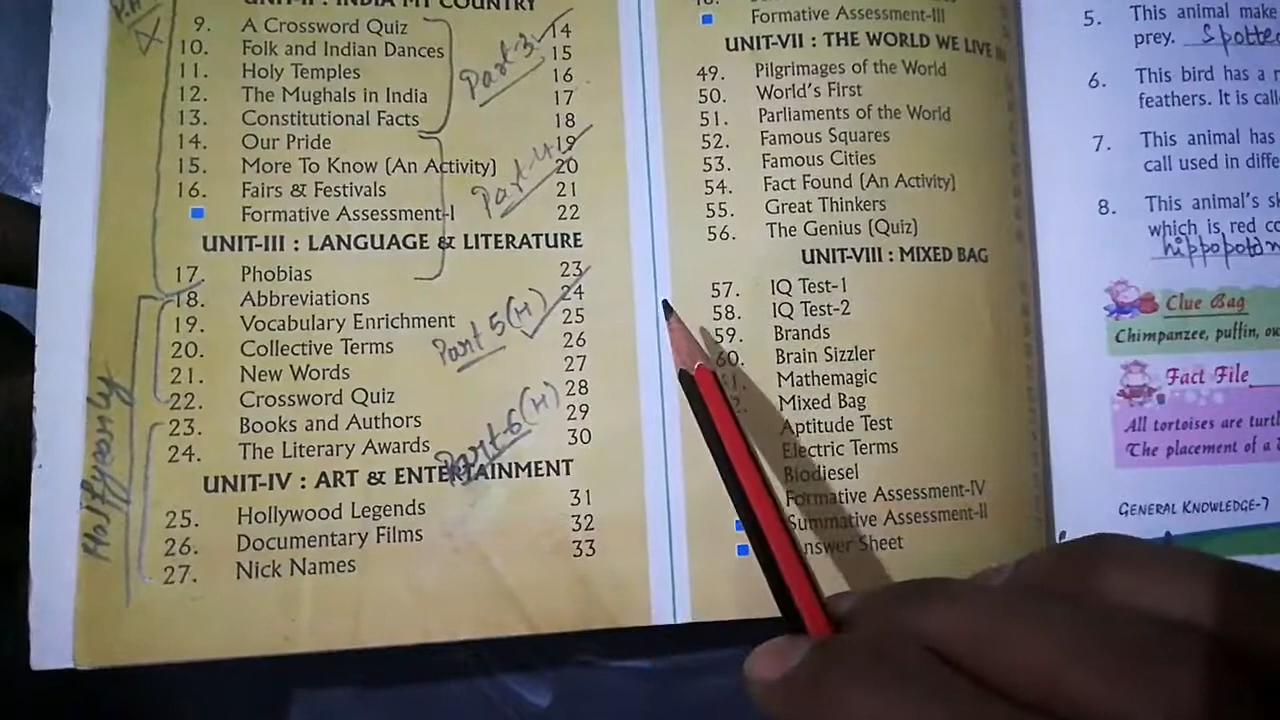 UNIT-II : INDIA MY COUNTRY
9. A Crossword Quiz 14
10. Folk and Indian Dances 15
11. Holy Temples 16
12. The Mughals in India 17
13. Constitutional Facts 18
Part-3
14. Our Pride 19
15. More To Know (An Activity) 20
16. Fairs & Festivals 21
Formative Assessment-I 22
Part-4
UNIT-III : LANGUAGE & LITERATURE
17. Phobias 23
18. Abbreviations 24
19. Vocabulary Enrichment 25
20. Collective Terms 26
21. New Words 27
22. Crossword Quiz 28
23. Books and Authors 29
24. The Literary Awards 30
Part 5(H)
Part-6(H)
UNIT-IV : ART & ENTERTAINMENT
25. Hollywood Legends 31
26. Documentary Films 32
27. Nick Names 33
Halfyearly
Formative Assessment-III
UNIT-VII : THE WORLD WE LIVE IN
49. Pilgrimages of the World
50. World's First
51. Parliaments of the World
52. Famous Squares
53. Famous Cities
54. Fact Found (An Activity)
55. Great Thinkers
56. The Genius (Quiz)
UNIT-VIII : MIXED BAG
57. IQ Test-1
58. IQ Test-2
59. Brands
60. Brain Sizzler
Mathemagic
Mixed Bag
Aptitude Test
Electric Terms
Biodiesel
Formative Assessment-IV
Summative Assessment-II
Answer Sheet
5. This animal make
prey. Spotte
6. This bird has a
feathers. It is call
7. This animal has
call used in diffe
8. This animal's sk
which is red co
hippopotam
Clue Bag
Chimpanzee, puffin, ou
Fact File
All tortoises are turt
The placement of a
GENERAL KNOWLEDGE-7